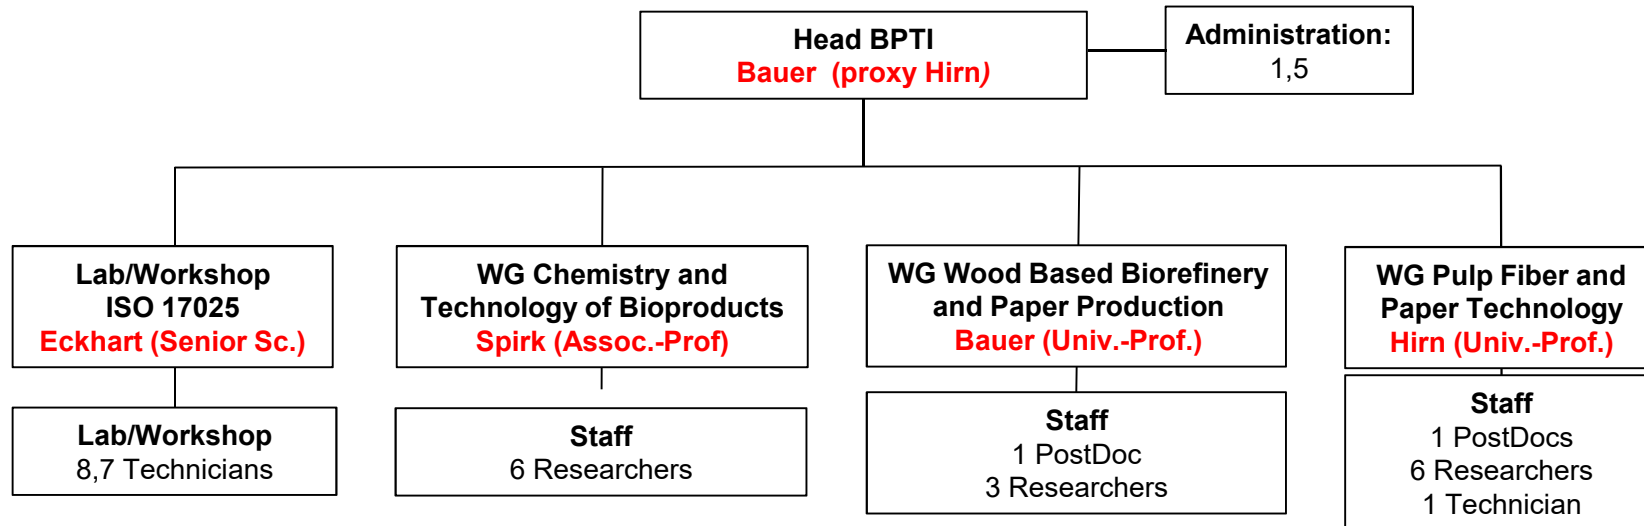 Head BPTI
Bauer (proxy Hirn)
Administration:
1,5
Lab/Workshop
ISO 17025
Eckhart (Senior Sc.)
WG Chemistry and
Technology of Bioproducts
Spirk (Assoc.-Prof)
WG Wood Based Biorefinery
and Paper Production
Bauer (Univ.-Prof.)
WG Pulp Fiber and
Paper Technology
Hirn (Univ.-Prof.)
Lab/Workshop
8,7 Technicians
Staff
6 Researchers
Staff
1 PostDoc
3 Researchers
Staff
1 PostDocs
6 Researchers
1 Technician